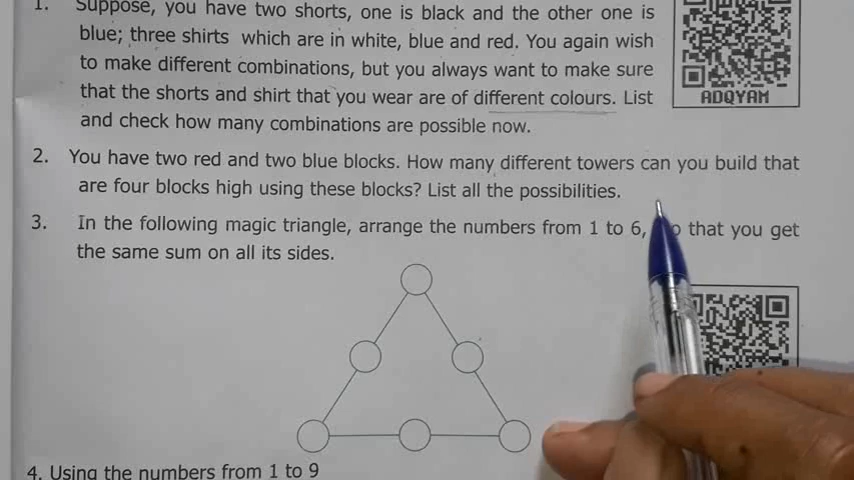 1. Suppose, you have two shorts, one is black and the other one is
blue; three shirts which are in white, blue and red. You again wish
to make different combinations, but you always want to make sure
that the shorts and shirt that you wear are of different colours. List
and check how many combinations are possible now.
ADQYAM
2. You have two red and two blue blocks. How many different towers can you build that
are four blocks high using these blocks? List all the possibilities.
3. In the following magic triangle, arrange the numbers from 1 to 6, that you get
the same sum on all its sides.
4. Using the numbers from 1 to 9